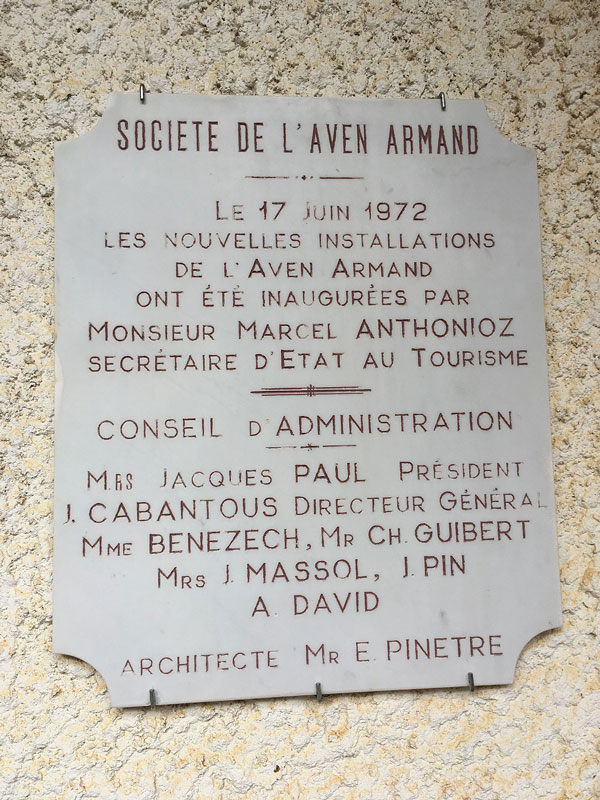 SOCIETE DE L'AVEN ARMAND
LE 17 JUIN 1972
LES NOUVELLES INSTALLATIONS
DE L'AVEN ARMAND
ONT ÉTÉ INAUGURÉES PAR
MONSIEUR MARCEL ANTHONIOZ
SECRÉTAIRE D'ETAT AU TOURISME
CONSEIL D'ADMINISTRATION
MRS JACQUES PAUL PRÉSIDENT
J. CABANTOUS DIRECTEUR GÉNÉRAL
MME BENEZECH, MR CH. GUIBERT
MRS J. MASSOL, J. PIN
A. DAVID
ARCHITECTE MR E. PINETRE